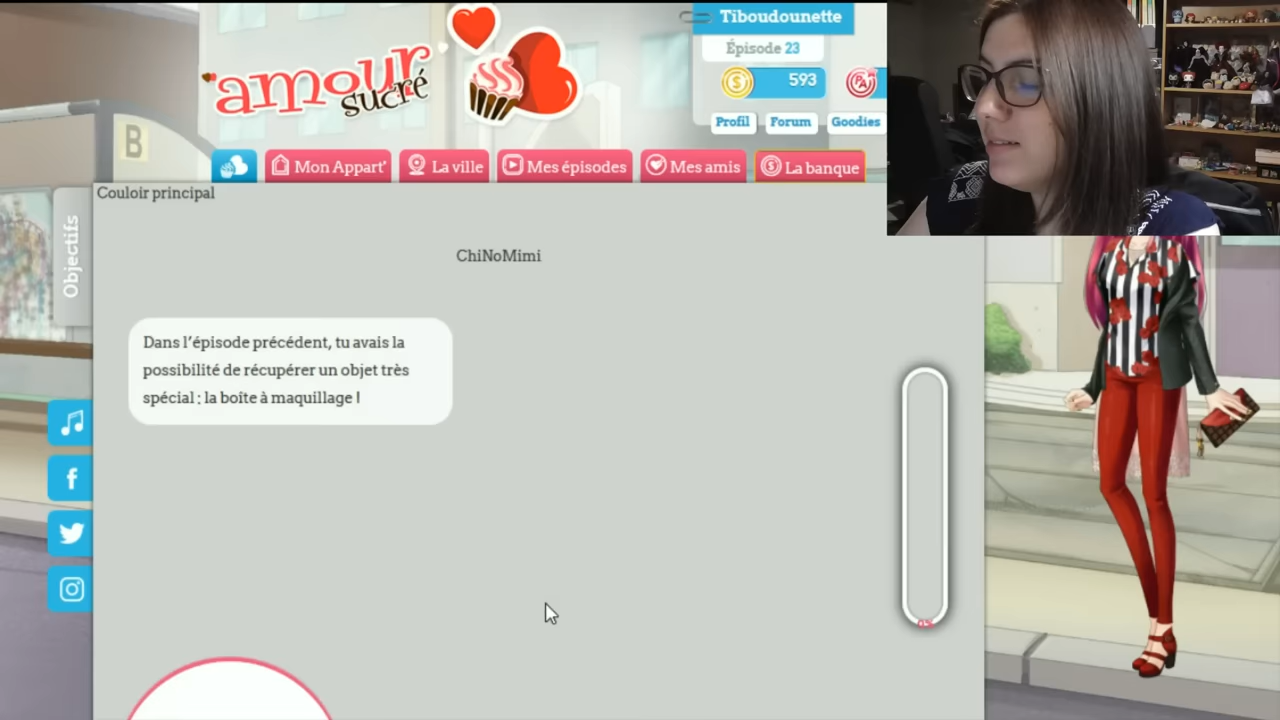 amour
sucré
Tiboudounette
Épisode 23
593
PA
Profil
Forum
Goodies
B
Mon Appart'
La ville
Mes épisodes
Mes amis
La banque
Objectifs
Couloir principal
ChiNoMimi
Dans l'épisode précédent, tu avais la
possibilité de récupérer un objet très
spécial : la boîte à maquillage !